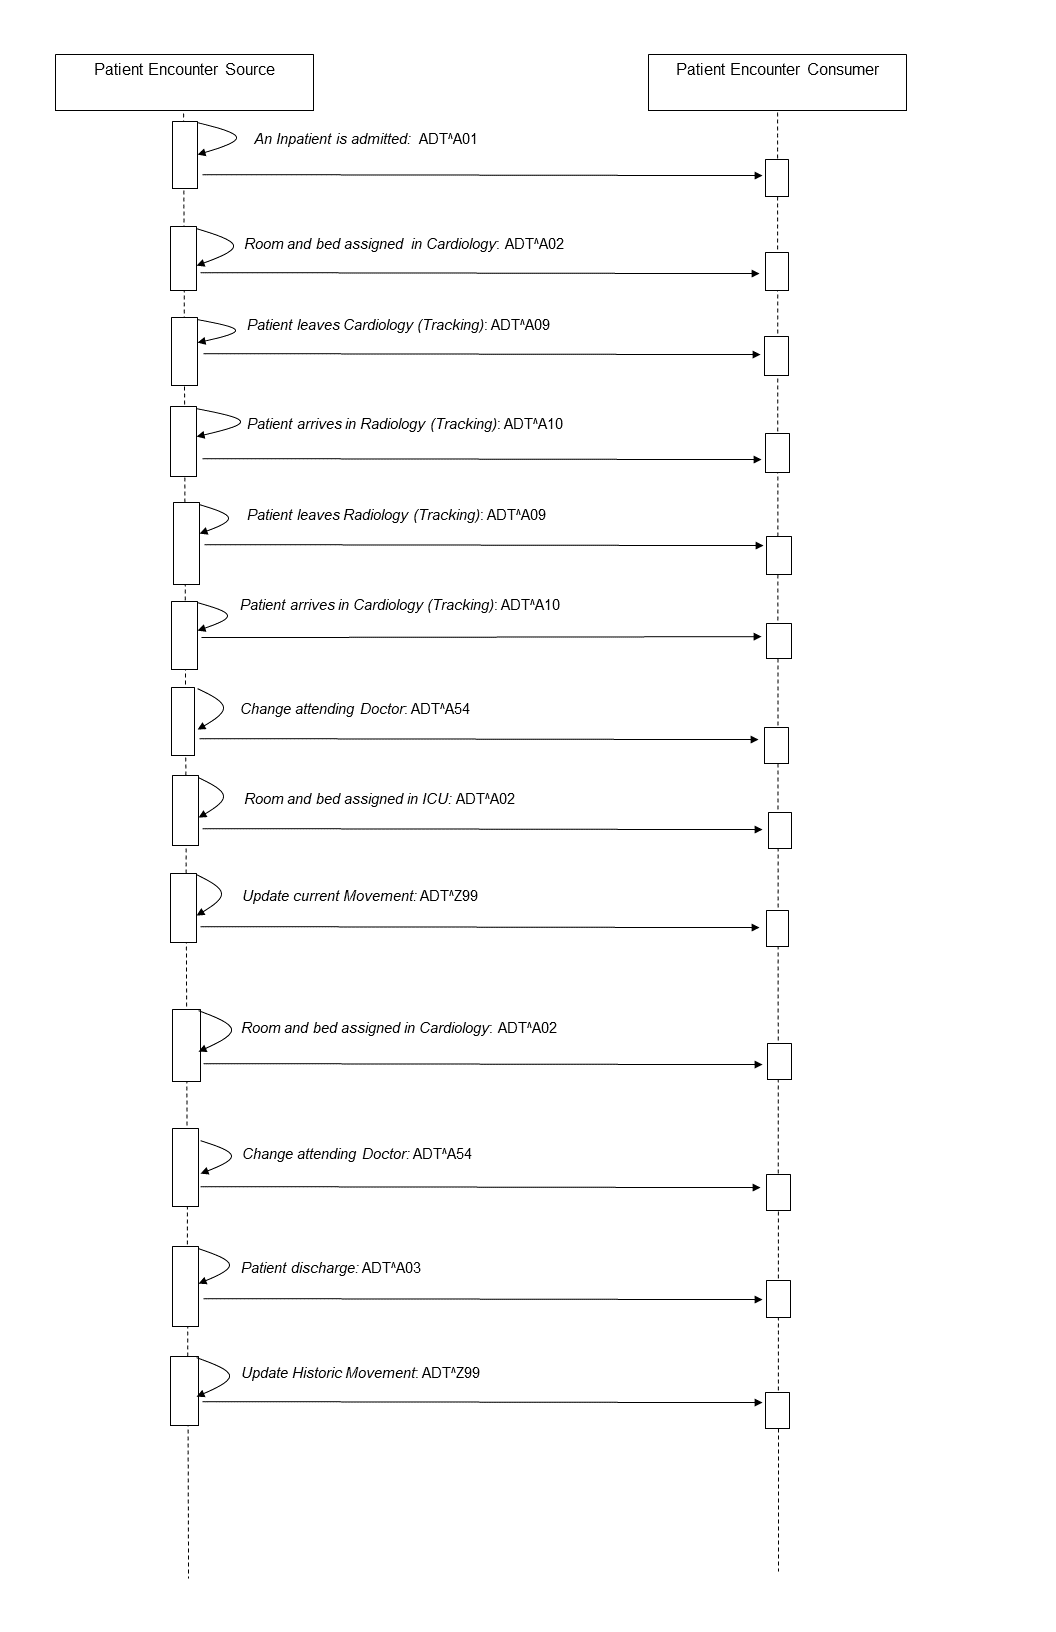 Patient Encounter Source
Patient Encounter Consumer
An Inpatient is admitted: ADT^A01
Room and bed assigned in Cardiology: ADT^A02
Patient leaves Cardiology (Tracking): ADT^A09
Patient arrives in Radiology (Tracking): ADT^A10
Patient leaves Radiology (Tracking): ADT^A09
Patient arrives in Cardiology (Tracking): ADT^A10
Change attending Doctor: ADT^A54
Room and bed assigned in ICU: ADT^A02
Update current Movement: ADT^Z99
Room and bed assigned in Cardiology: ADT^A02
Change attending Doctor: ADT^A54
Patient discharge: ADT^A03
Update Historic Movement: ADT^Z99